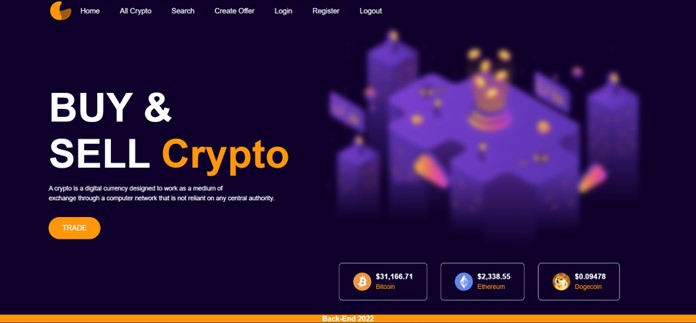 Home All Crypto Search Create Offer Login Register Logout
BUY &
SELL Crypto
A crypto is a digital currency designed to work as a medium of
exchange through a computer network that is not reliant on any central authority.
TRADE
$31,166.71 $2,338.55 $0.09478
Bitcoin Ethereum Dogecoin
Back-End 2022